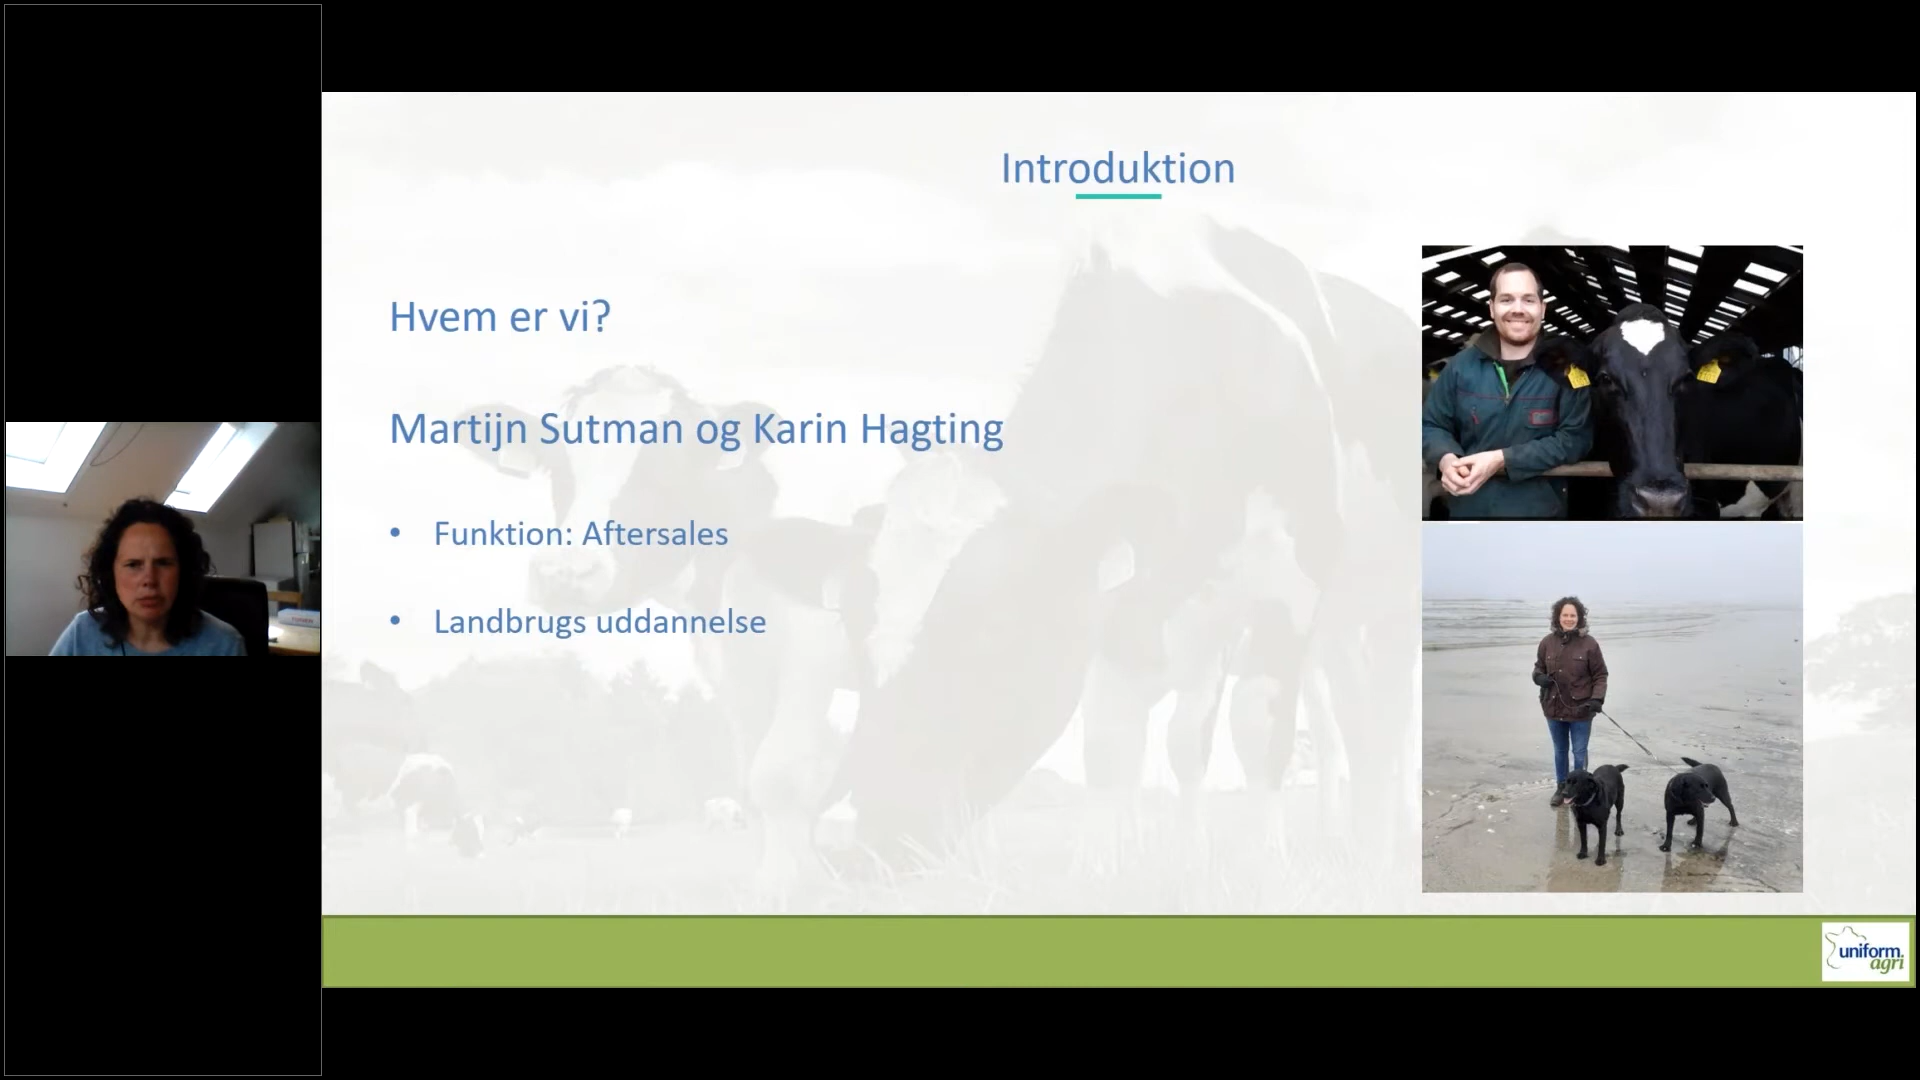 Introduktion
Hvem er vi?
Martijn Sutman og Karin Hagting
• Funktion: Aftersales
• Landbrugs uddannelse
uniform.
agri